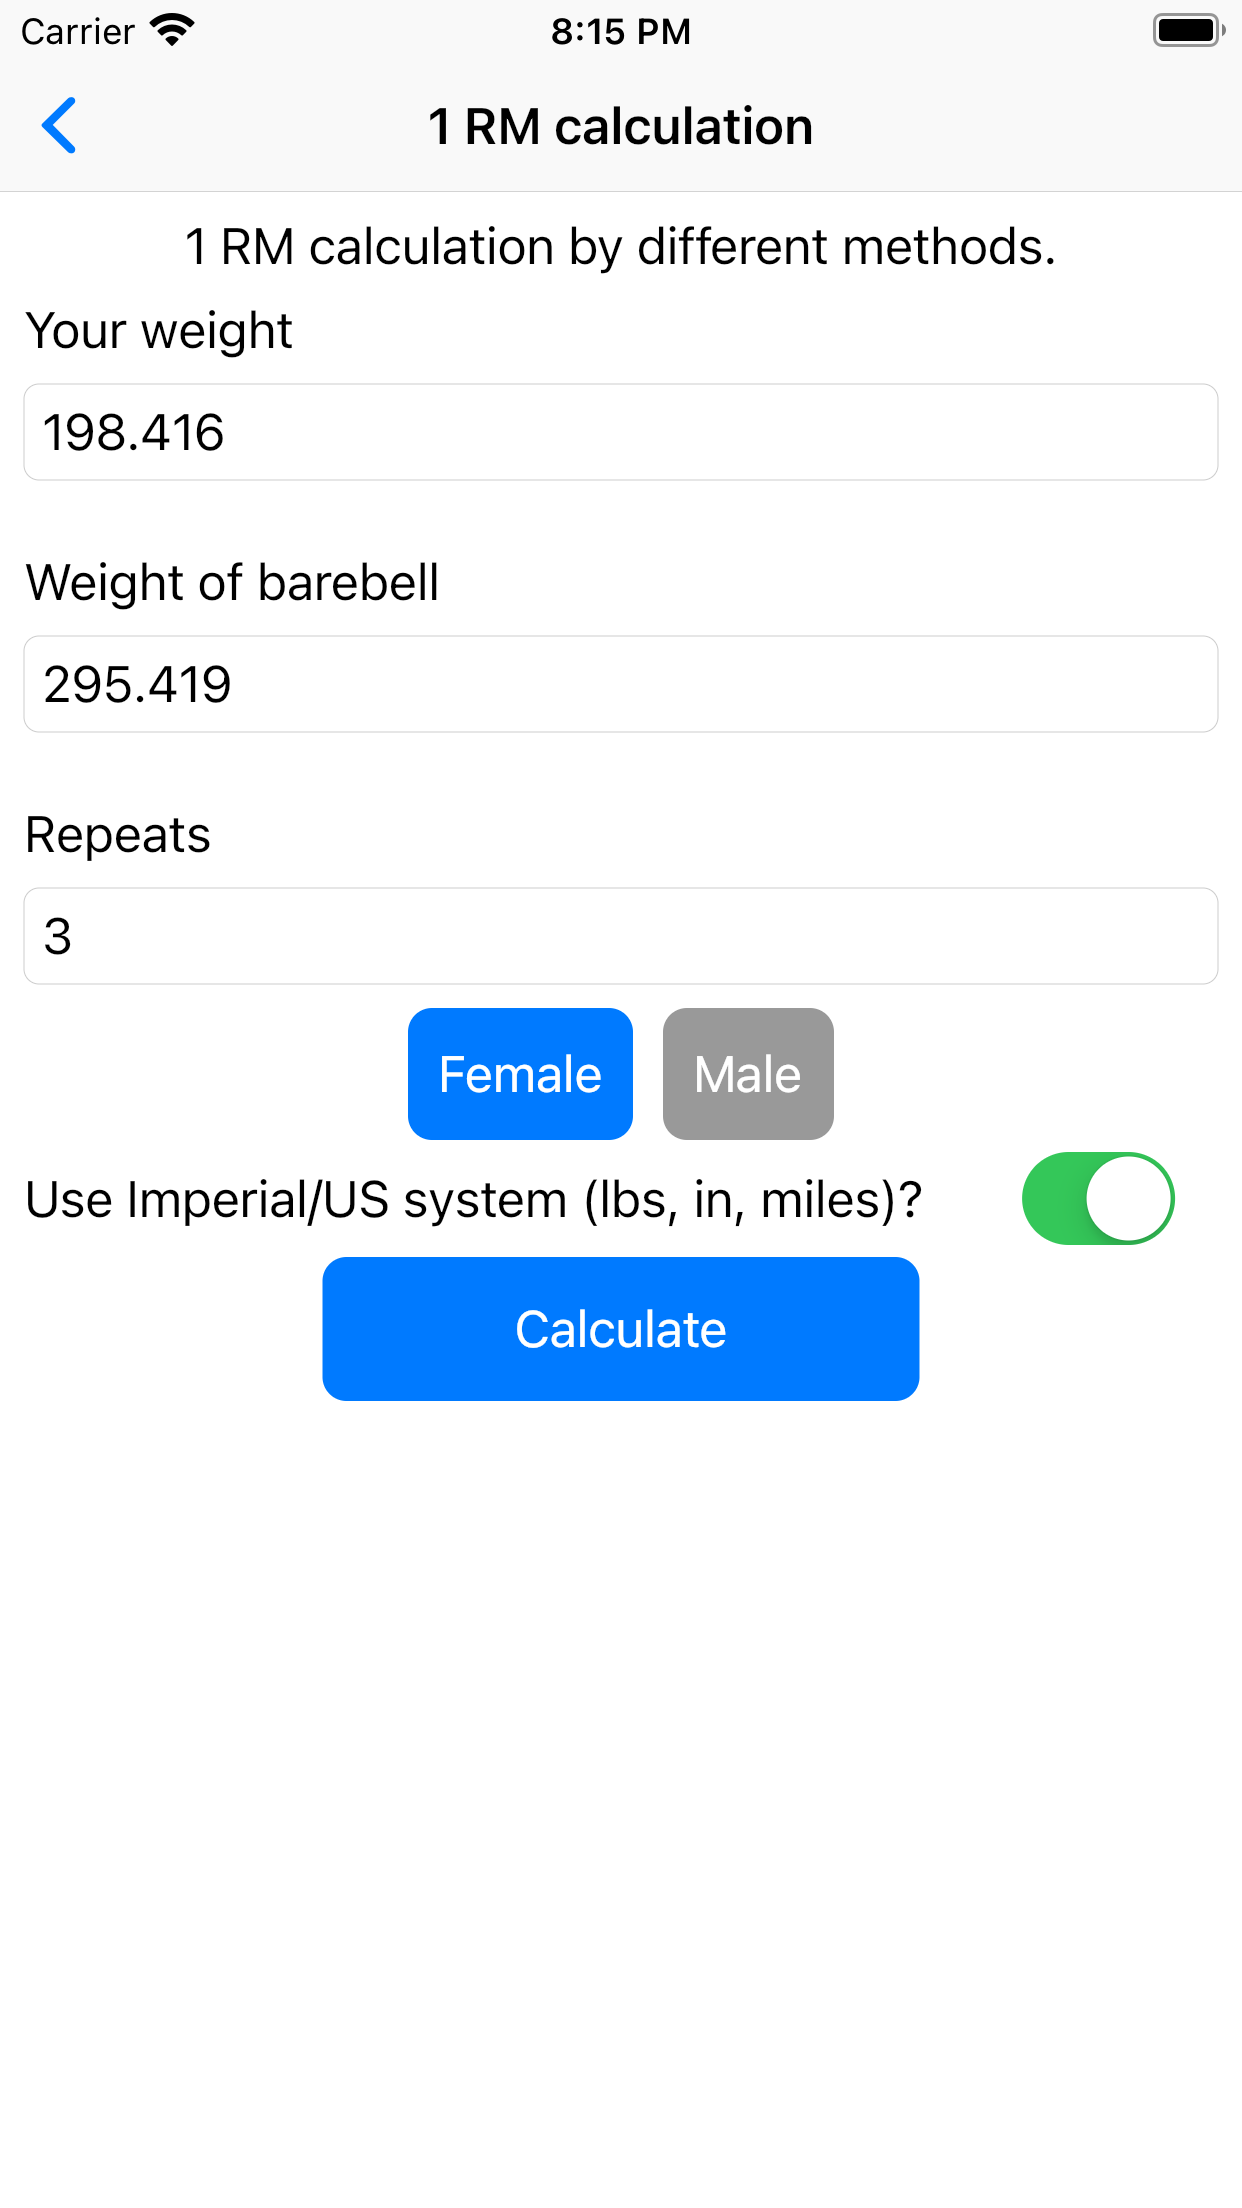 Carrier 8:15 PM
1 RM calculation
1 RM calculation by different methods.
Your weight
198.416
Weight of barebell
295.419
Repeats
3
Female Male
Use Imperial/US system (lbs, in, miles)?
Calculate